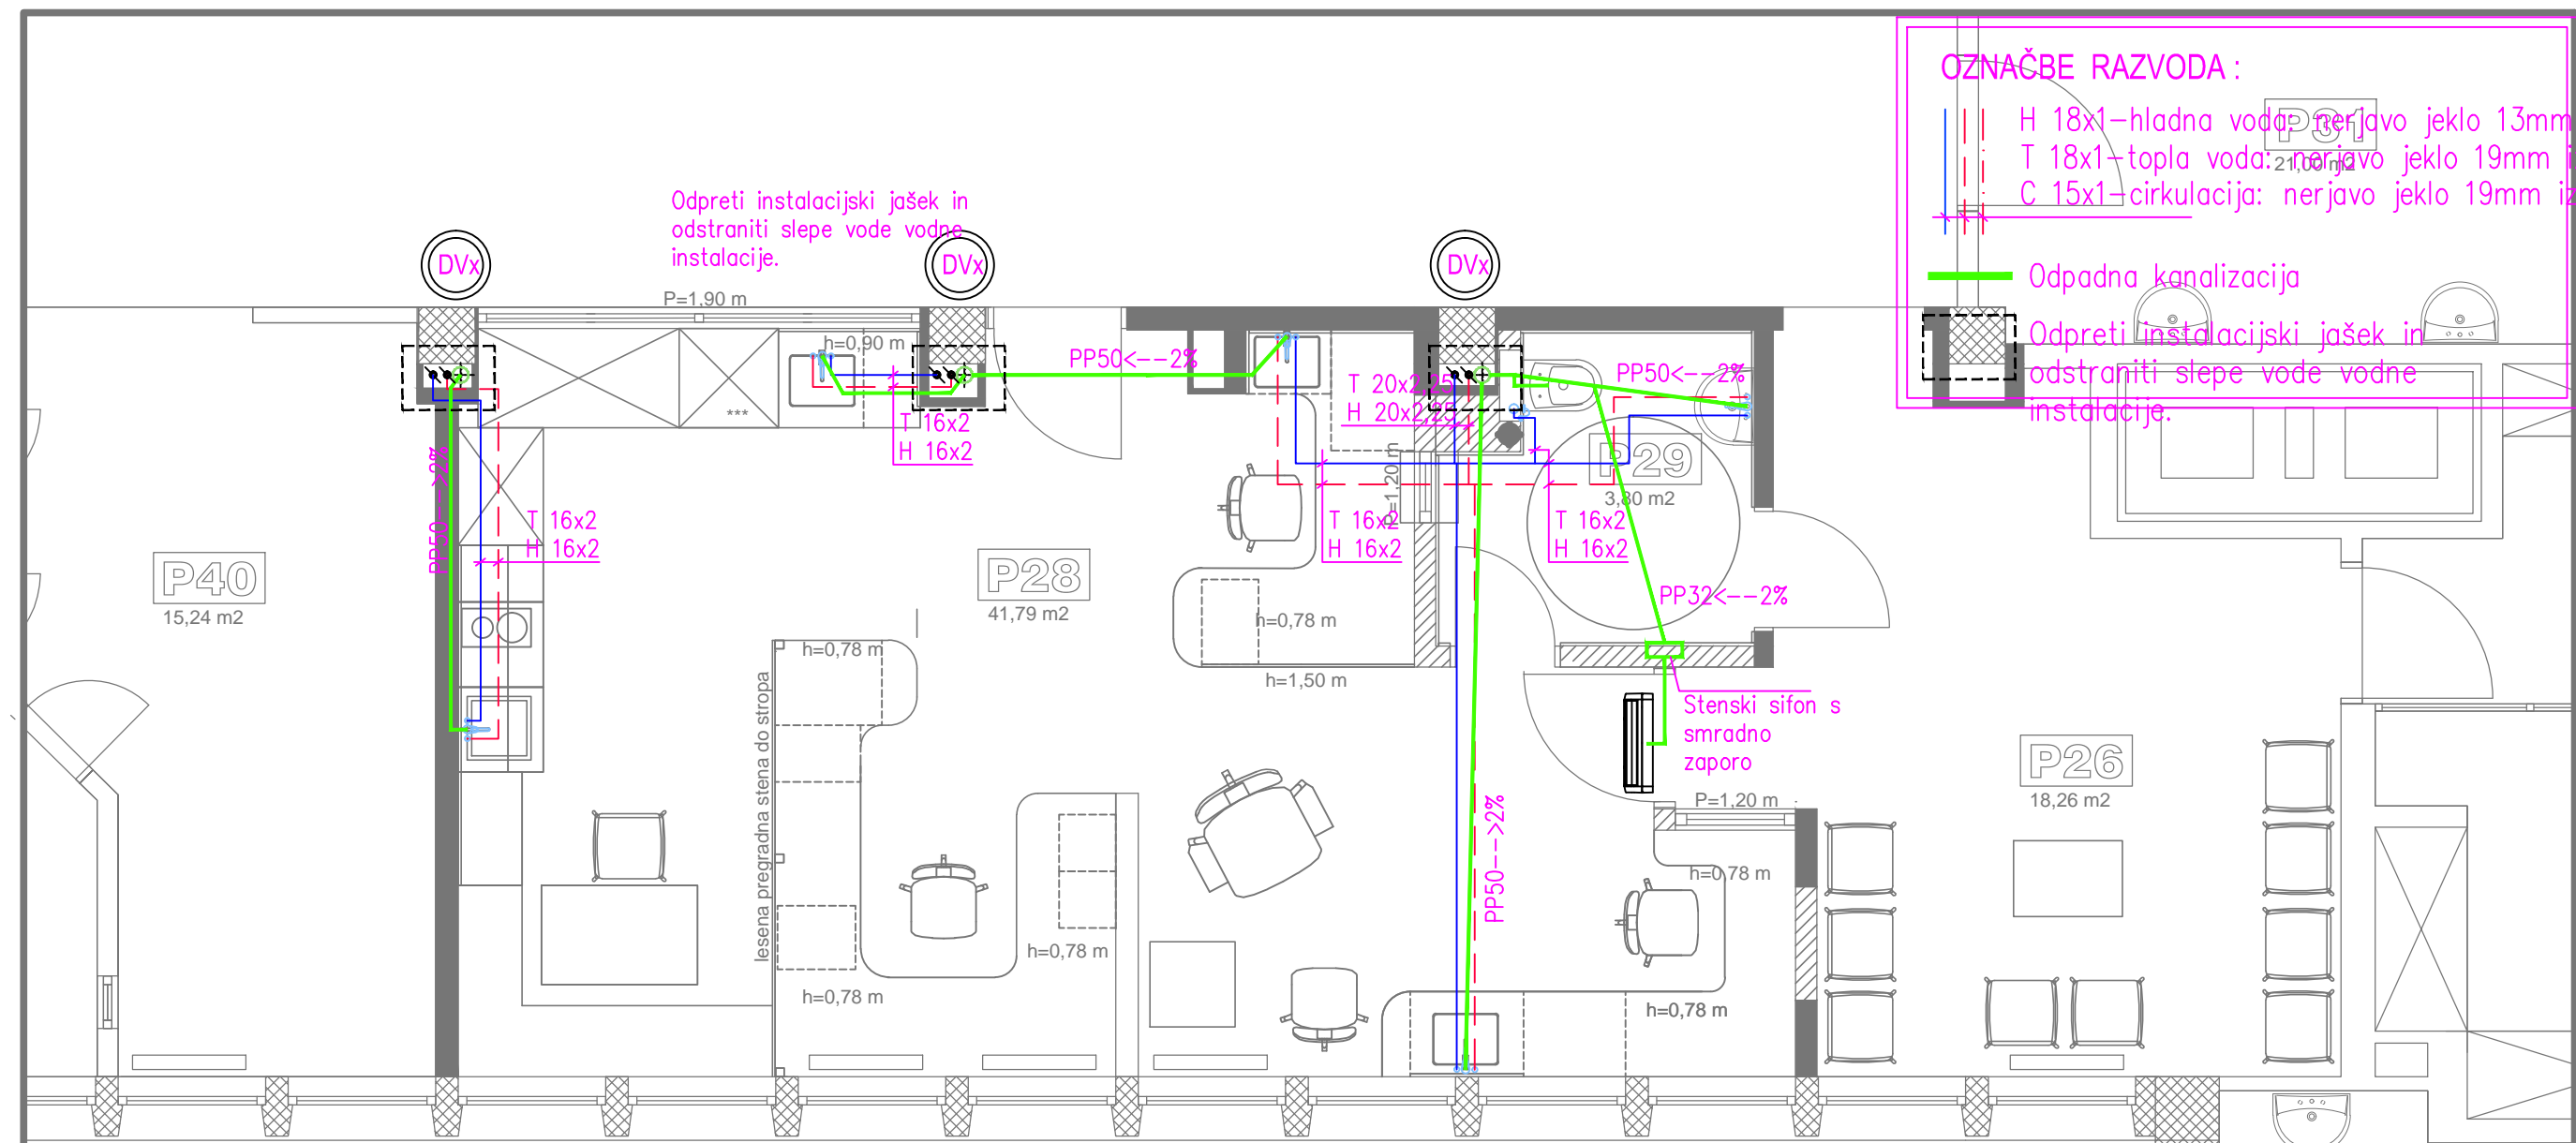 OZNAČBE RAZVODA :
H 18x1-hladna voda: nerjavo jeklo 13mm
T 18x1-topla voda: nerjavo jeklo 19mm i
C 15x1-cirkulacija: nerjavo jeklo 19mm iz
P31
21,00 m2
Odpadna kanalizacija
Odpreti instalacijski jašek in
odstraniti slepe vode vodne
instalacije.
Odpreti instalacijski jašek in
odstraniti slepe vode vodne
instalacije.
DVx
DVx
DVx
P=1,90 m
h=0,90 m
***
PP50<--2%
T 16x2
H 16x2
T 20x2,25
H 20x2,25
PP50<--2%
P=1,20 m
P29
3,80 m2
PP50-->2%
T 16x2
H 16x2
T 16x2
H 16x2
T 16x2
H 16x2
P40
15,24 m2
P28
41,79 m2
PP32<--2%
h=0,78 m
h=0,78 m
h=1,50 m
lesena pregradna stena do stropa
Stenski sifon s
smradno
zaporo
P26
18,26 m2
P=1,20 m
PP50-->2%
h=0,78 m
h=0,78 m
h=0,78 m
h=0,78 m